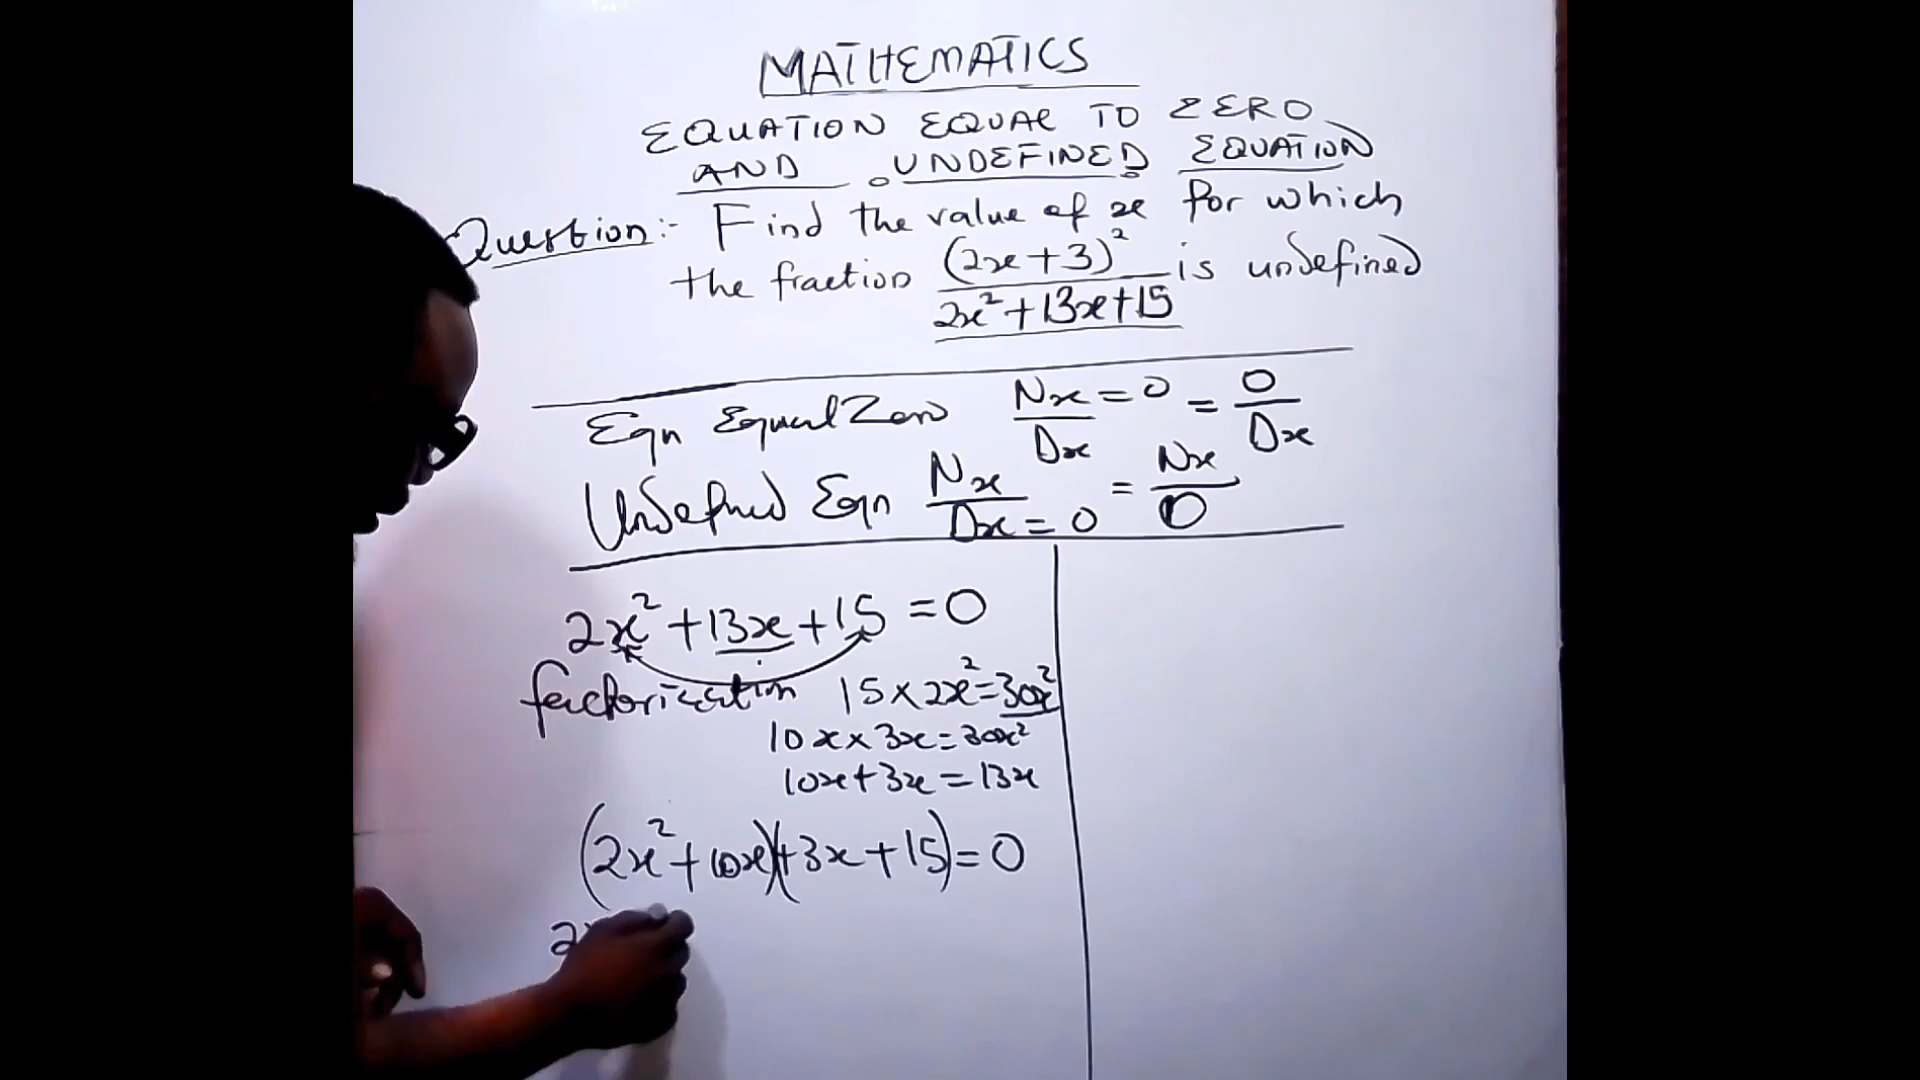 MATHEMATICS
EQUATION EQUAL TO ZERO
AND UNDEFINED EQUATION
Question:- Find the value of x for which
the fraction (2x+3)² / 2x²+13x+15 is undefined
Eqn Equal Zero Nx=0 / Dx = 0 / Dx
Undefined Eqn Nx / Dx=0 = Nx / 0
2x²+13x+15=0
factorization 15×2x²=30x²
10x×3x=30x²
10x+3x=13x
(2x²+10x)(+3x+15)=0
2